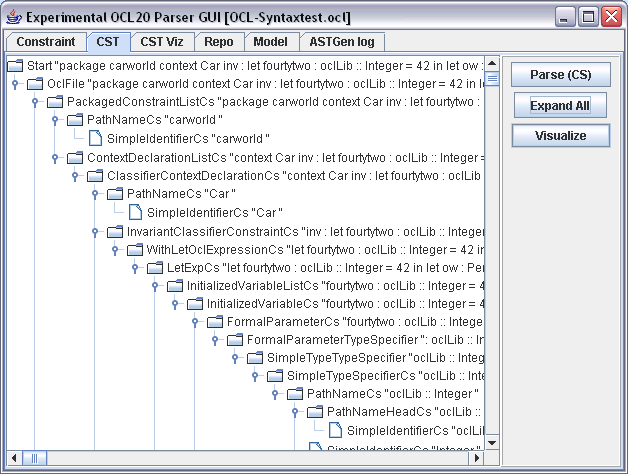 Experimental OCL20 Parser GUI [OCL-Syntaxtest.ocl]
Constraint CST CST Viz Repo Model ASTGen log
Start "package carworld context Car inv : let fourtytwo : oclLib :: Integer = 42 in let ow :
OclFile "package carworld context Car inv : let fourtytwo : oclLib :: Integer = 42 in l
PackagedConstraintListCs "package carworld context Car inv : let fourtytwo :
PathNameCs "carworld "
SimpleIdentifierCs "carworld "
ContextDeclarationListCs "context Car inv : let fourtytwo : oclLib :: Integer =
ClassifierContextDeclarationCs "context Car inv : let fourtytwo : oclLib
PathNameCs "Car "
SimpleIdentifierCs "Car "
InvariantClassifierConstraintCs "inv : let fourtytwo : oclLib :: Integer
WithLetOclExpressionCs "let fourtytwo : oclLib :: Integer = 42 in
LetExpCs "let fourtytwo : oclLib :: Integer = 42 in let ow : Per
InitializedVariableListCs "fourtytwo : oclLib :: Integer = 4
InitializedVariableCs "fourtytwo : oclLib :: Integer = 4
FormalParameterCs "fourtytwo : oclLib :: Intege
FormalParameterTypeSpecifier ": oclLib :: In
SimpleTypeTypeSpecifier "oclLib :: Integ
SimpleTypeSpecifierCs "oclLib :: Intege
PathNameCs "oclLib :: Integer "
PathNameHeadCs "oclLib ::
SimpleIdentifierCs "oclLi
SimpleIdentifierCs "Integer "
Parse (CS)
Expand All
Visualize